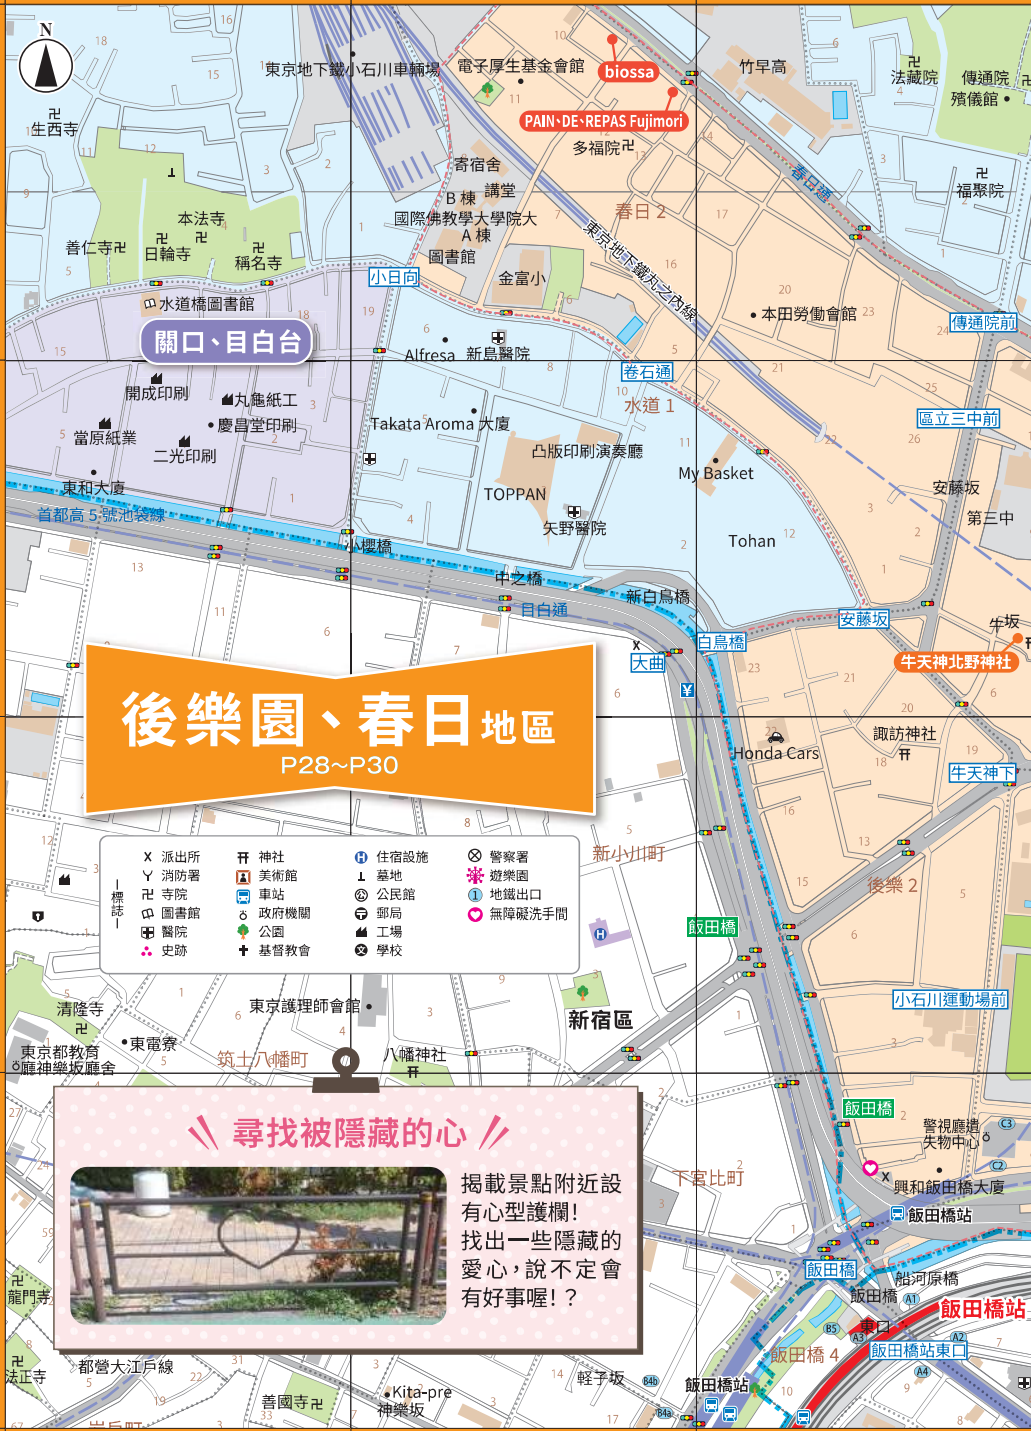 N
東京地下鐵小石川車輛場
電子厚生基金會館
biossa
竹早高
法藏院
傳通院
殯儀館
生西寺
PAIN‧DE‧REPAS Fujimori
多福院
春日通
福聚院
寄宿舍
B 棟
講堂
國際佛教學大學院大
A 棟
圖書館
春日 2
東京地下鐵丸之內線
本法寺
善仁寺
日輪寺
稱名寺
小日向
金富小
水道橋圖書館
本田勞働會館
傳通院前
關口、目白台
Alfresa
新島醫院
卷石通
開成印刷
丸龜紙工
水道 1
慶昌堂印刷
Takata Aroma 大廈
區立三中前
當原紙業
二光印刷
凸版印刷演奏廳
My Basket
東和大廈
TOPPAN
安藤坂
首都高 5 號池袋線
矢野醫院
第三中
小櫻橋
Tohan
中之橋
目白通
新白鳥橋
安藤坂
牛坂
白鳥橋
大曲
牛天神北野神社
後樂園、春日地區
P28~P30
諏訪神社
Honda Cars
牛天神下
標誌
派出所
神社
住宿設施
警察署
消防署
美術館
墓地
遊樂園
寺院
車站
公民館
地鐵出口
圖書館
政府機關
郵局
無障礙洗手間
醫院
公園
工場
史跡
基督教會
學校
新小川町
後樂 2
飯田橋
小石川運動場前
清隆寺
東京護理師會館
新宿區
東電寮
東京都教育
廳神樂坂廳舍
筑土八幡町
八幡神社
飯田橋
尋找被隱藏的心
揭載景點附近設
有心型護欄！
找出一些隱藏的
愛心，說不定會
有好事喔！？
警視廳遺
失物中心
C3
C2
下宮比町
興和飯田橋大廈
飯田橋站
飯田橋
船河原橋
飯田橋
A1
飯田橋站
龍門寺
東口
B5
A3
A2
飯田橋站東口
飯田橋 4
A4
法正寺
都營大江戶線
善國寺
Kita-pre
神樂坂
軽子坂
B4b
飯田橋站
B4a